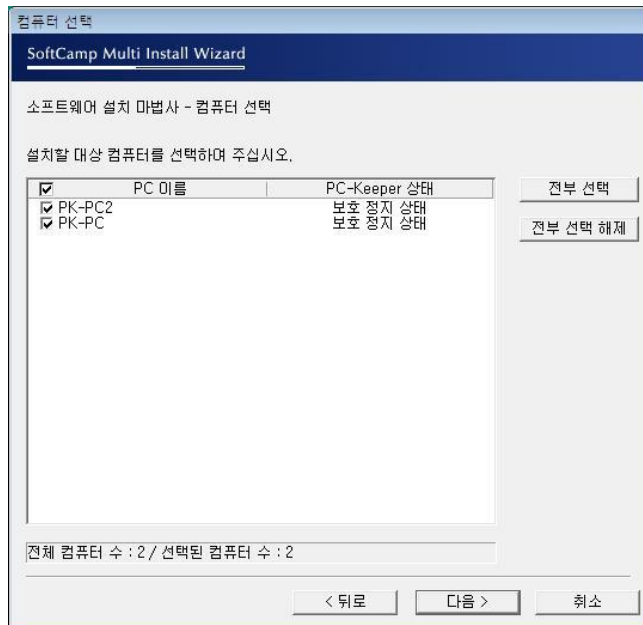 컴퓨터 선택
SoftCamp Multi Install Wizard
소프트웨어 설치 마법사 - 컴퓨터 선택
설치할 대상 컴퓨터를 선택하여 주십시오.
PC 이름 PC-Keeper 상태
PK-PC2 보호 정지 상태
PK-PC 보호 정지 상태
전부 선택
전부 선택 해제
전체 컴퓨터 수 : 2 / 선택된 컴퓨터 수 : 2
< 뒤로 다음 > 취소